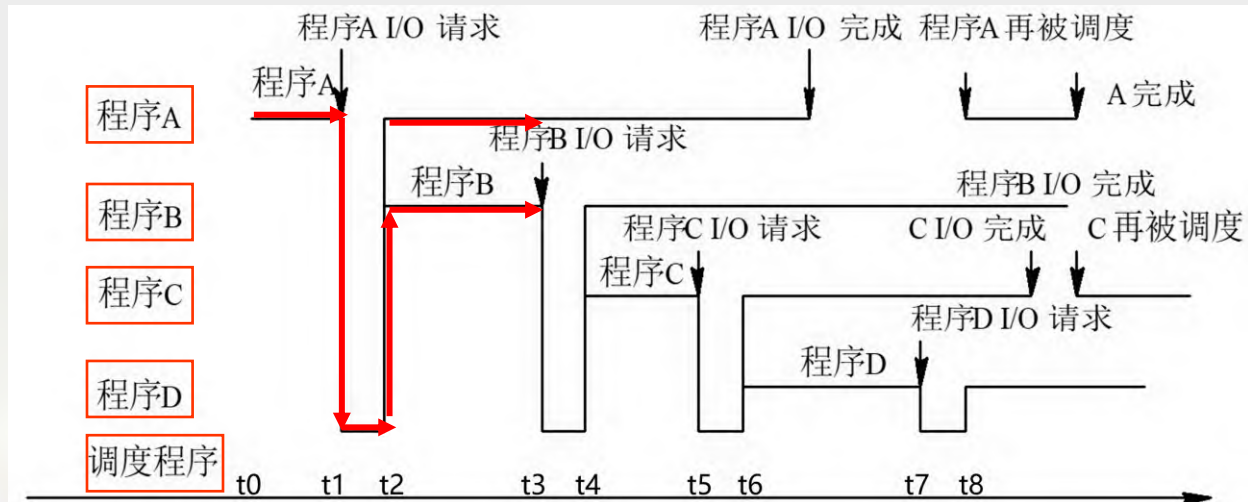 程序A I/O 请求
程序A I/O 完成
程序A 再被调度
程序A
程序A
A 完成
程序B I/O 请求
程序B
程序B
程序B I/O 完成
程序C I/O 请求
C I/O 完成
C 再被调度
程序C
程序C
程序D I/O 请求
程序D
程序D
调度程序
t0 t1 t2 t3 t4 t5 t6 t7 t8